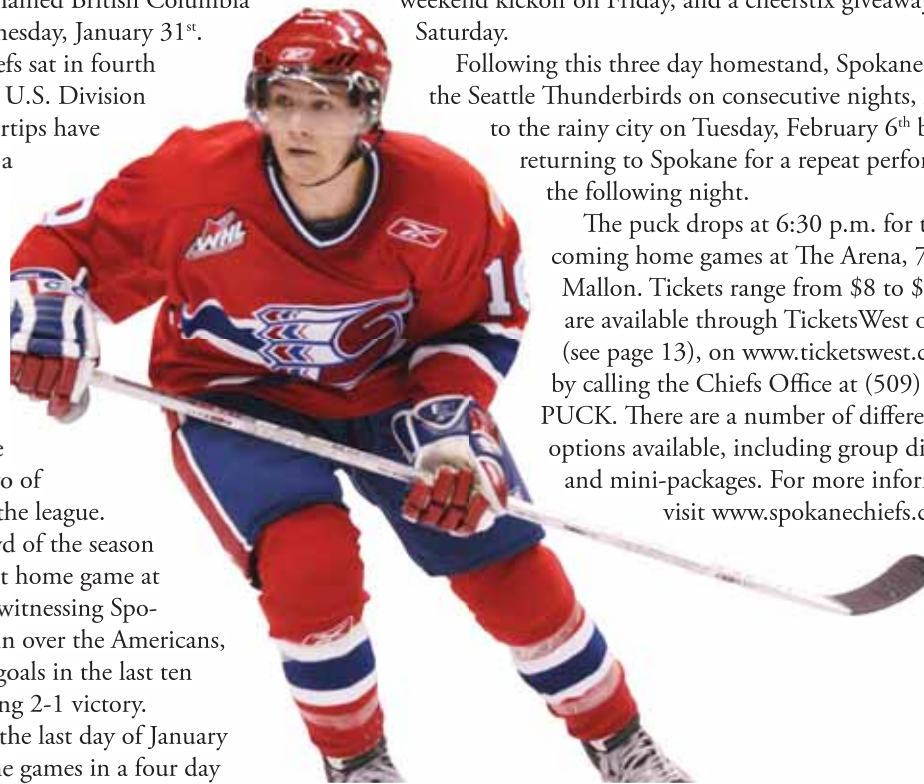 named British Columbia
nesday, January 31st.
efs sat in fourth
U.S. Division
rtips have
a
e
o of
the league.
d of the season
t home game at
witnessing Spo-
n over the Americans,
goals in the last ten
ng 2-1 victory.
the last day of January
e games in a four day
weekend kickoff on Friday, and a cheerstix giveaway
Saturday.
Following this three day homestand, Spokane
the Seattle Thunderbirds on consecutive nights,
to the rainy city on Tuesday, February 6th b
returning to Spokane for a repeat perfor
the following night.
The puck drops at 6:30 p.m. for t
coming home games at The Arena, 7
Mallon. Tickets range from $8 to $
are available through TicketsWest o
(see page 13), on www.ticketswest.c
by calling the Chiefs Office at (509)
PUCK. There are a number of differe
options available, including group di
and mini-packages. For more infor
visit www.spokanechiefs.c
WHL